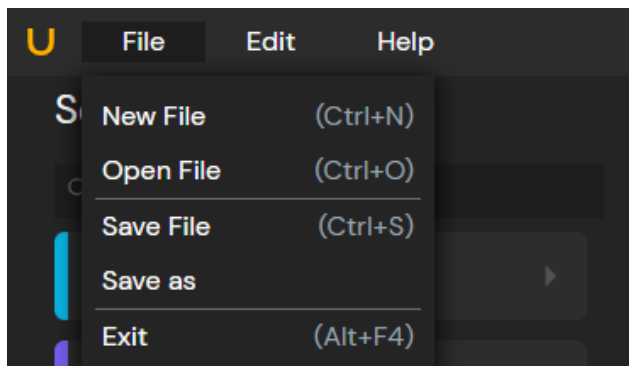 U File Edit Help
New File (Ctrl+N)
Open File (Ctrl+O)
Save File (Ctrl+S)
Save as
Exit (Alt+F4)